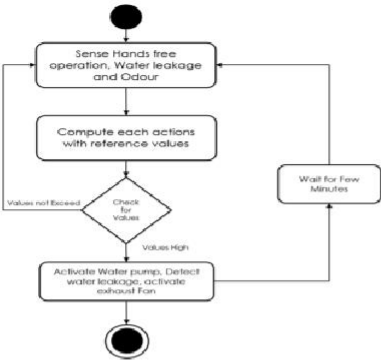 Sense Hands free
operation, Water leakage
and Odour
Compute each actions
with reference values
Wait for Few
Minutes
Check
for
Values
Values not Exceed
Values High
Activate Water pump, Detect
water leakage, activate
exhaust Fan